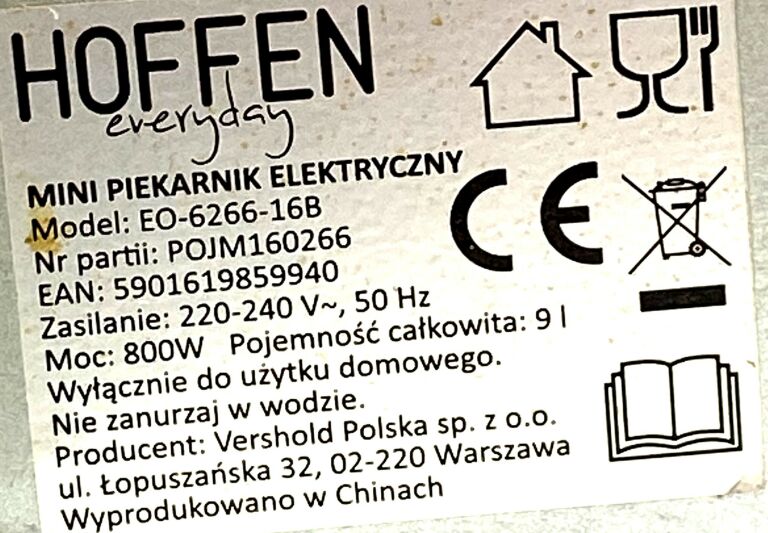 HOFFEN
everyday
MINI PIEKARNIK ELEKTRYCZNY
Model: EO-6266-16B
Nr partii: POJM160266
EAN: 5901619859940
Zasilanie: 220-240 V~, 50 Hz
Moc: 800W Pojemność całkowita: 9 l
Wyłącznie do użytku domowego.
Nie zanurzaj w wodzie.
Producent: Vershold Polska sp. z o.o.
ul. Łopuszańska 32, 02-220 Warszawa
Wyprodukowano w Chinach
CE